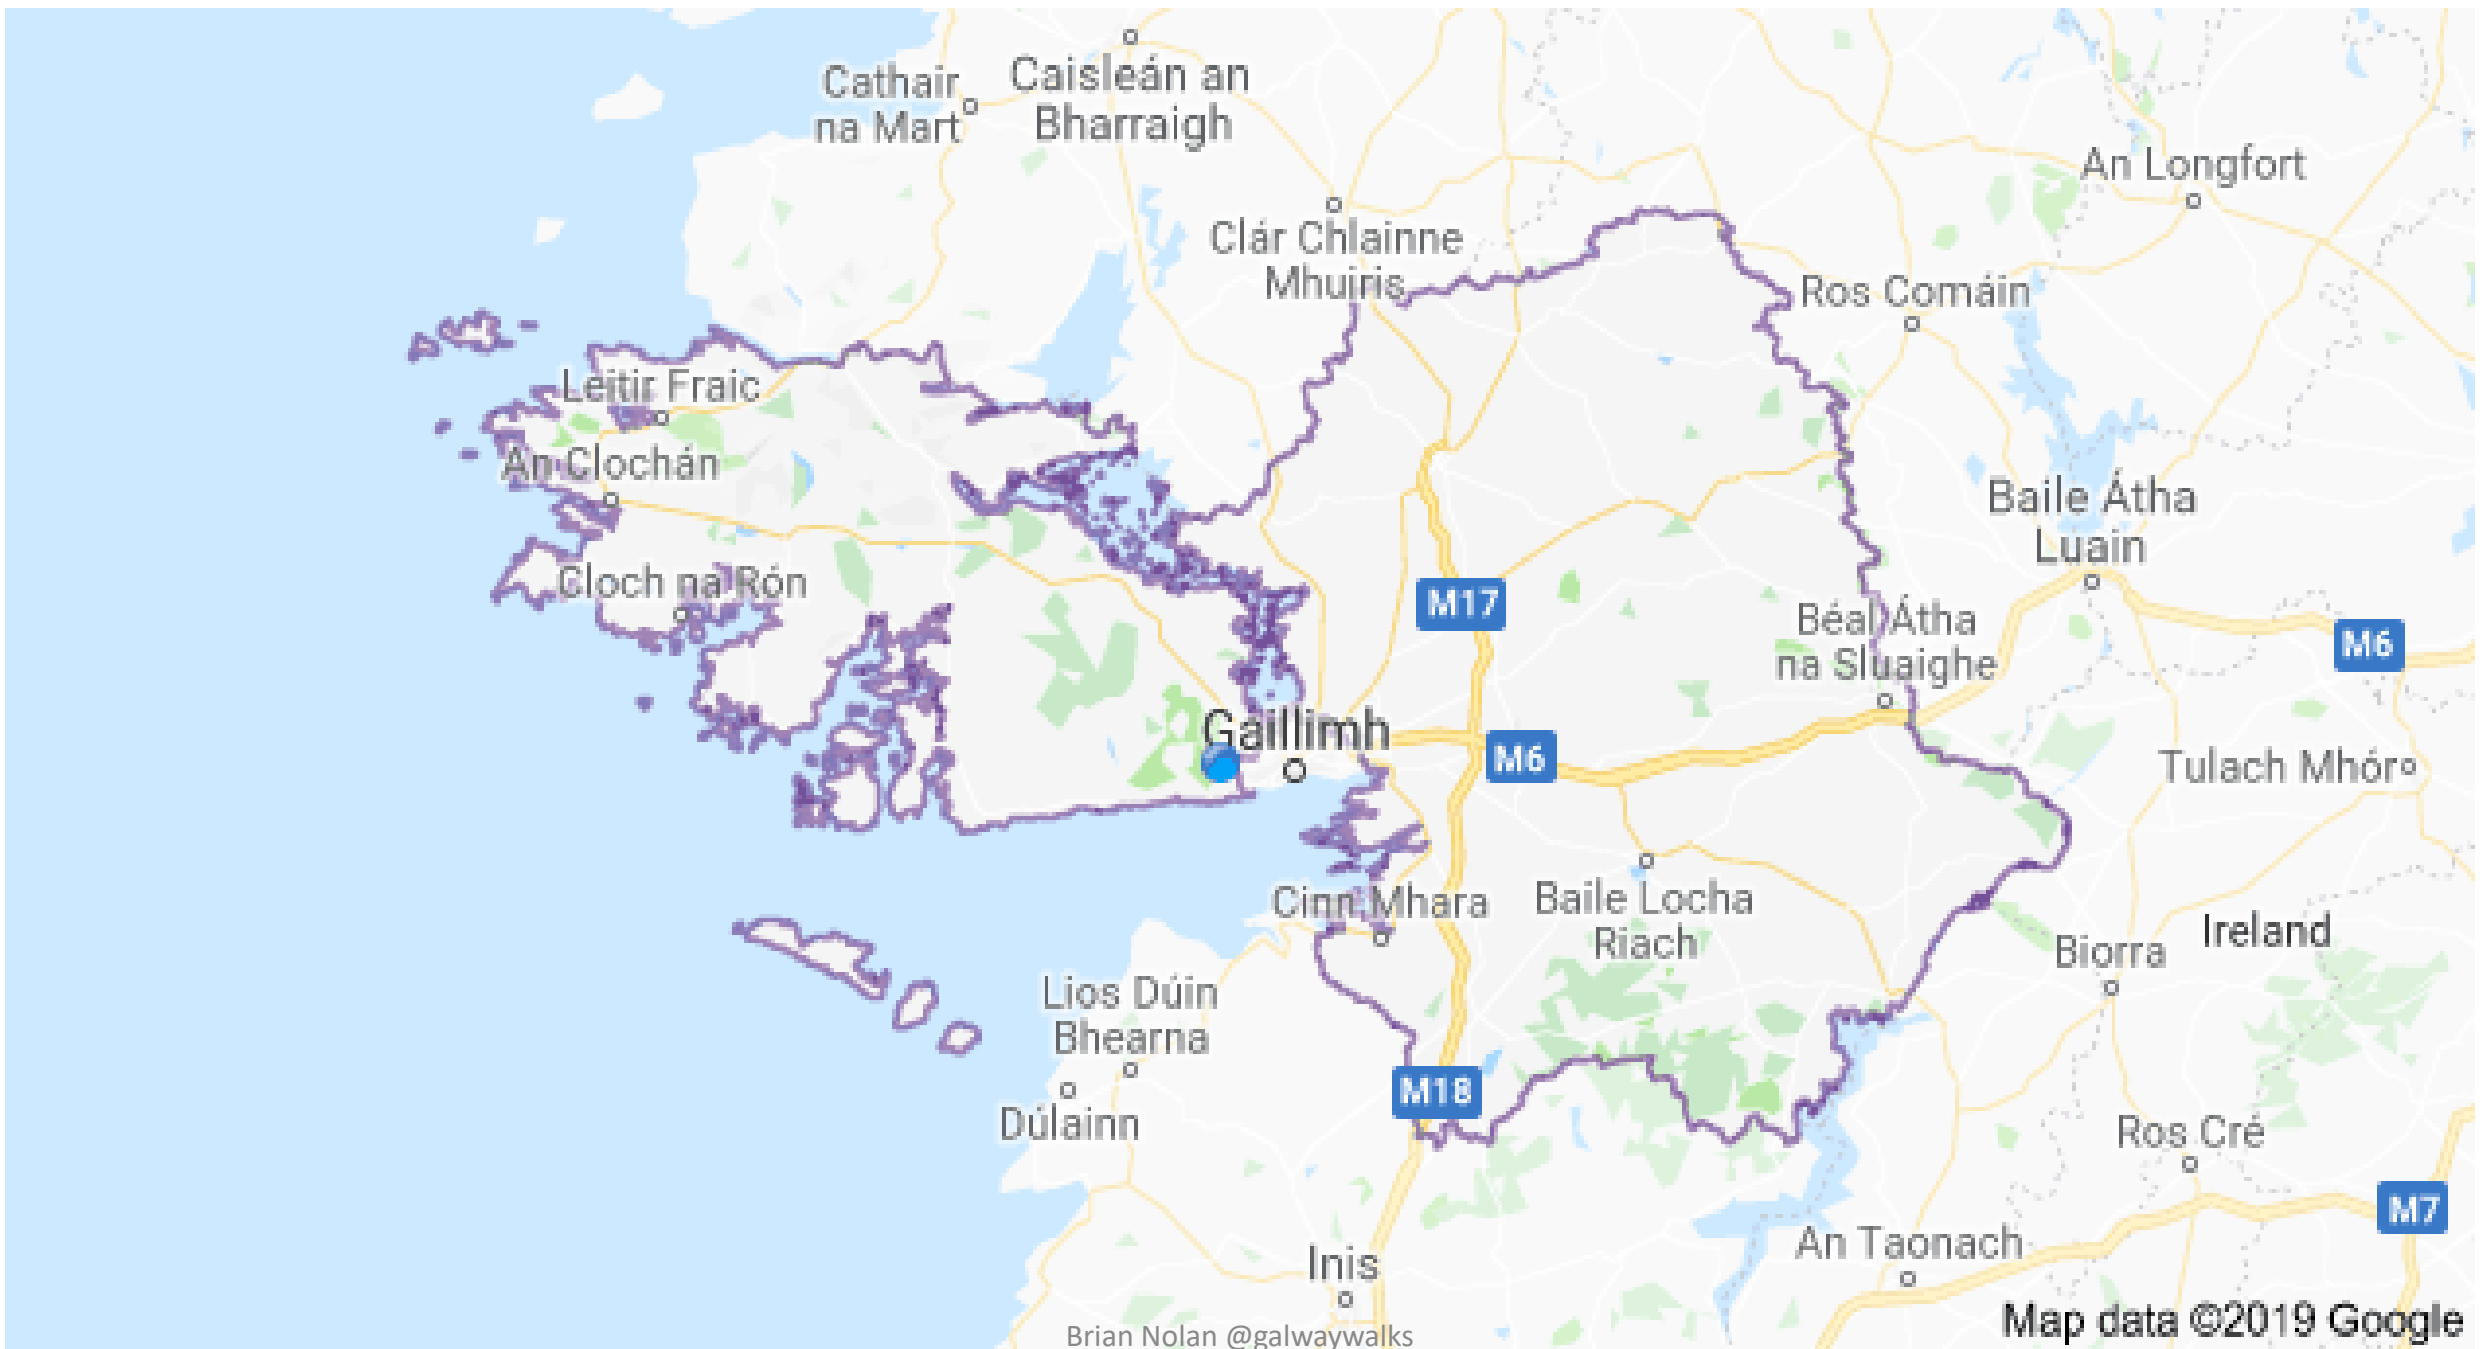 Cathair
na Mart
Caisleán an
Bharraigh
An Longfort
Clár Chlainne
Mhuiris
Ros Comáin
Leitir Fraic
An Clochán
Baile Átha
Luain
Cloch na Rón
M17
Béal Átha
na Sluaighe
M6
Gaillimh
M6
Tulach Mhór
Cinn Mhara
Baile Locha
Riach
Ireland
Biorra
Lios Dúin
Bhearna
M18
Dúlainn
Ros Cré
M7
An Taonach
Inis
Map data ©2019 Google
Brian Nolan @galwaywalks